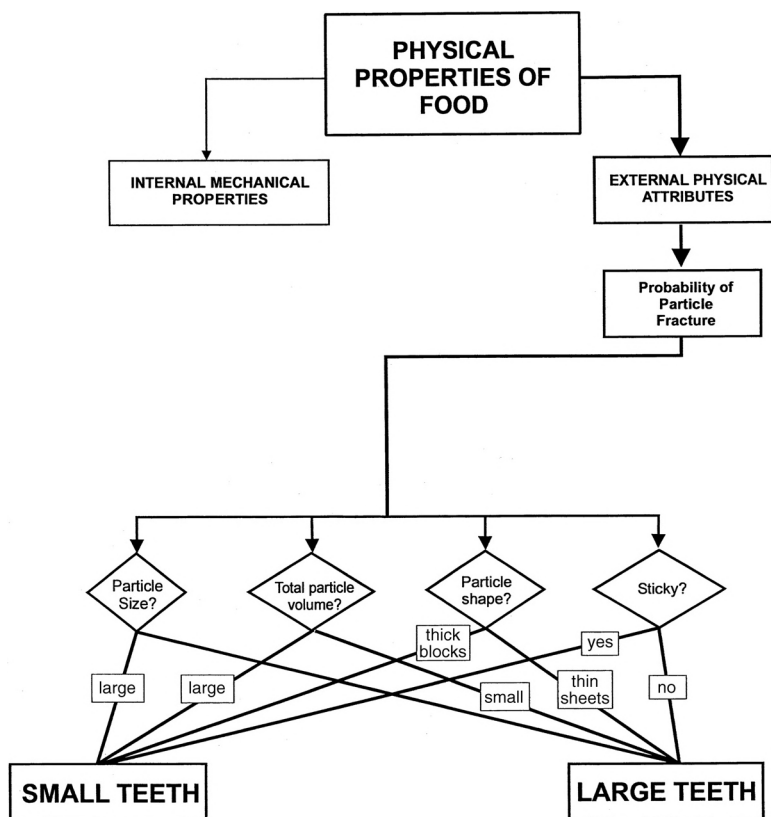 PHYSICAL
PROPERTIES OF
FOOD
INTERNAL MECHANICAL
PROPERTIES
EXTERNAL PHYSICAL
ATTRIBUTES
Probability of
Particle
Fracture
Particle
Size?
Total particle
volume?
Particle
shape?
Sticky?
thick
blocks
yes
large
large
small
thin
sheets
no
SMALL TEETH
LARGE TEETH